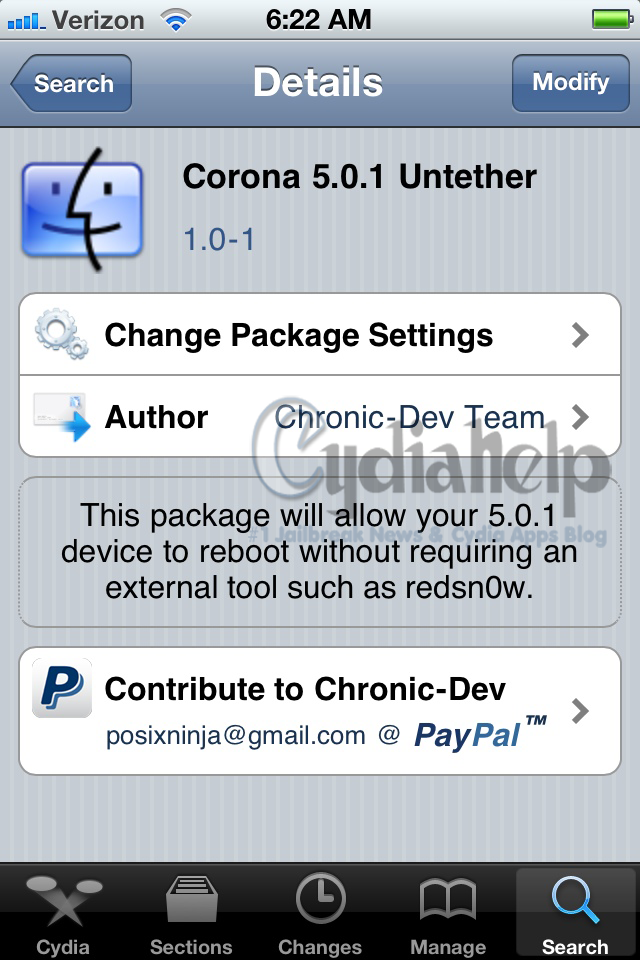 Verizon 6:22 AM
Search Details Modify
Corona 5.0.1 Untether
1.0-1
Change Package Settings
Author Chronic-Dev Team
Cydiahelp
#1 Jailbreak News & Cydia Apps Blog
This package will allow your 5.0.1
device to reboot without requiring an
external tool such as redsn0w.
Contribute to Chronic-Dev
posixninja@gmail.com @ PayPal™
Cydia Sections Changes Manage Search